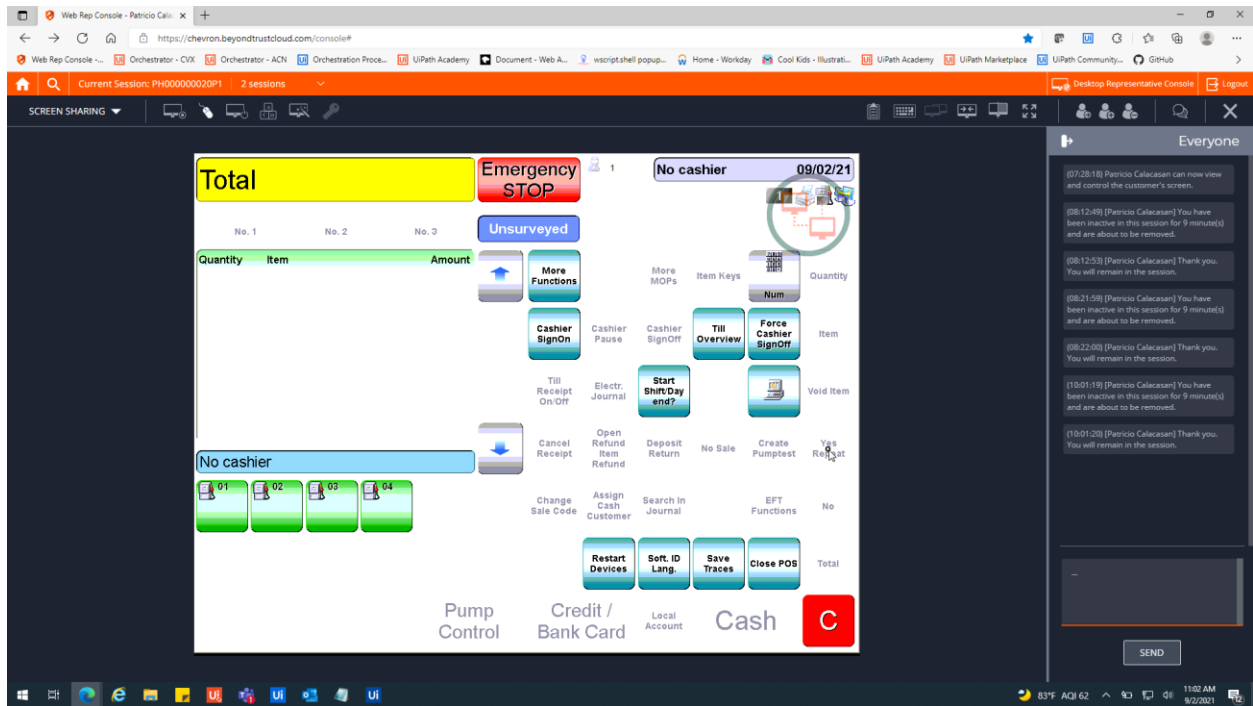 Web Rep Console - Patricio Cala
https://chevron.beyondtrustcloud.com/console#
Web Rep Console -... Orchestrator - CVX Orchestrator - ACN Orchestration Proce... UiPath Academy Document - Web A... wscript.shell popup... Home - Workday Cool Kids - Illustrati... UiPath Academy UiPath Marketplace UiPath Community... GitHub
Current Session: PH000000020P1 2 sessions Desktop Representative Console Logout
SCREEN SHARING
Everyone
Total
Emergency
STOP
1
No cashier 09/02/21
No. 1 No. 2 No. 3
Unsurveyed
Quantity Item Amount
More
Functions
More
MOPs
Item Keys
Num
Quantity
Cashier
SignOn
Cashier
Pause
Cashier
SignOff
Till
Overview
Force
Cashier
SignOff
Item
Till
Receipt
On/Off
Electr.
Journal
Start
Shift/Day
end?
Void Item
Cancel
Receipt
Open
Refund
Item
Refund
Deposit
Return
No Sale
Create
Pumptest
Yes
No cashier
01 02 03 04
Change
Sale Code
Assign
Cash
Customer
Search in
Journal
EFT
Functions
No
Restart
Devices
Soft. ID
Lang.
Save
Traces
Close POS
Total
Pump
Control
Credit /
Bank Card
Local
Account
Cash
C
(07:28:18) Patricio Calacasan can now view
and control the customer's screen.
(08:12:49) [Patricio Calacasan] You have
been inactive in this session for 9 minute(s)
and are about to be removed.
(08:12:53) [Patricio Calacasan] Thank you.
You will remain in the session.
(08:21:59) [Patricio Calacasan] You have
been inactive in this session for 9 minute(s)
and are about to be removed.
(08:22:00) [Patricio Calacasan] Thank you.
You will remain in the session.
(10:01:19) [Patricio Calacasan] You have
been inactive in this session for 9 minute(s)
and are about to be removed.
(10:01:20) [Patricio Calacasan] Thank you.
You will remain in the session.
SEND
83°F AQI 62
11:02 AM
9/2/2021